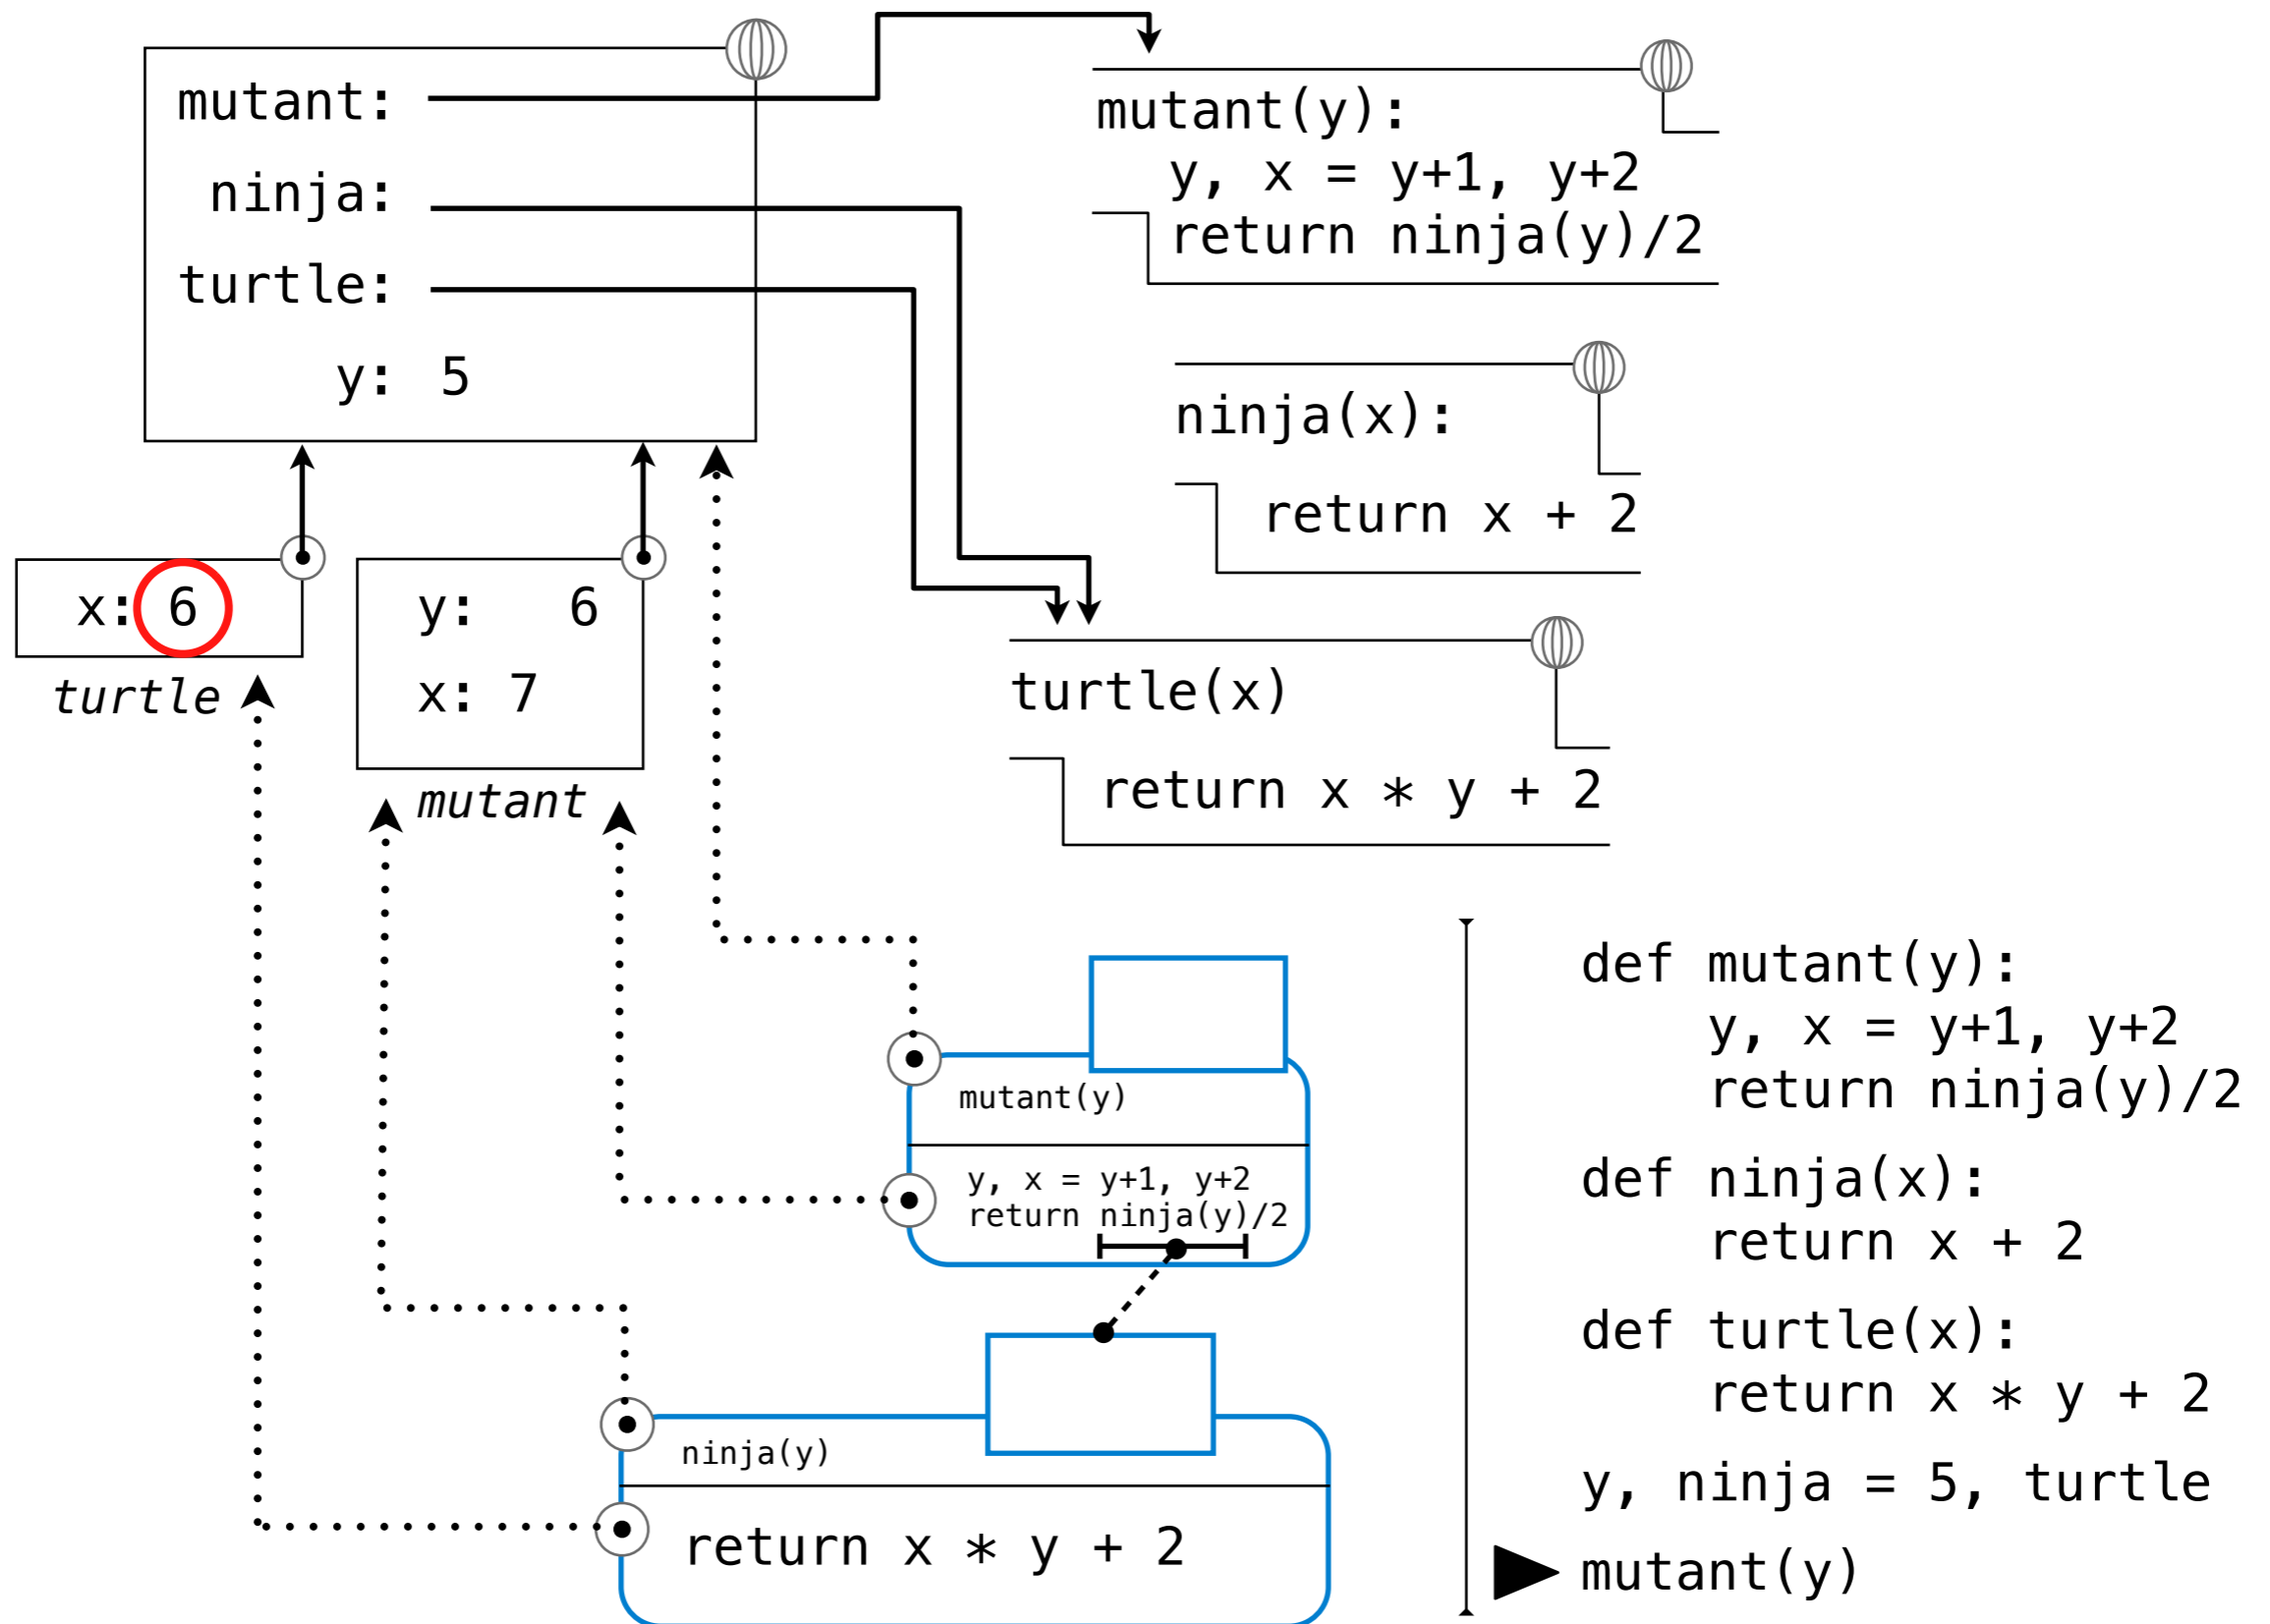 mutant:
ninja:
turtle:
y: 5
mutant(y):
y, x = y+1, y+2
return ninja(y)/2
ninja(x):
return x + 2
x: 6
turtle
y: 6
x: 7
mutant
turtle(x)
return x * y + 2
mutant(y)
y, x = y+1, y+2
return ninja(y)/2
ninja(y)
return x * y + 2
def mutant(y):
y, x = y+1, y+2
return ninja(y)/2
def ninja(x):
return x + 2
def turtle(x):
return x * y + 2
y, ninja = 5, turtle
mutant(y)